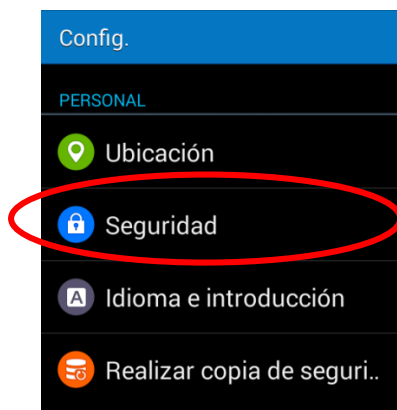 Config.
PERSONAL
Ubicación
Seguridad
A Idioma e introducción
Realizar copia de seguri..